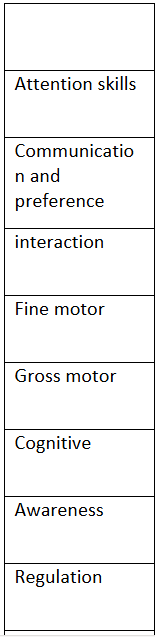 Attention skills
Communicatio
n and
preference
interaction
Fine motor
Gross motor
Cognitive
Awareness
Regulation